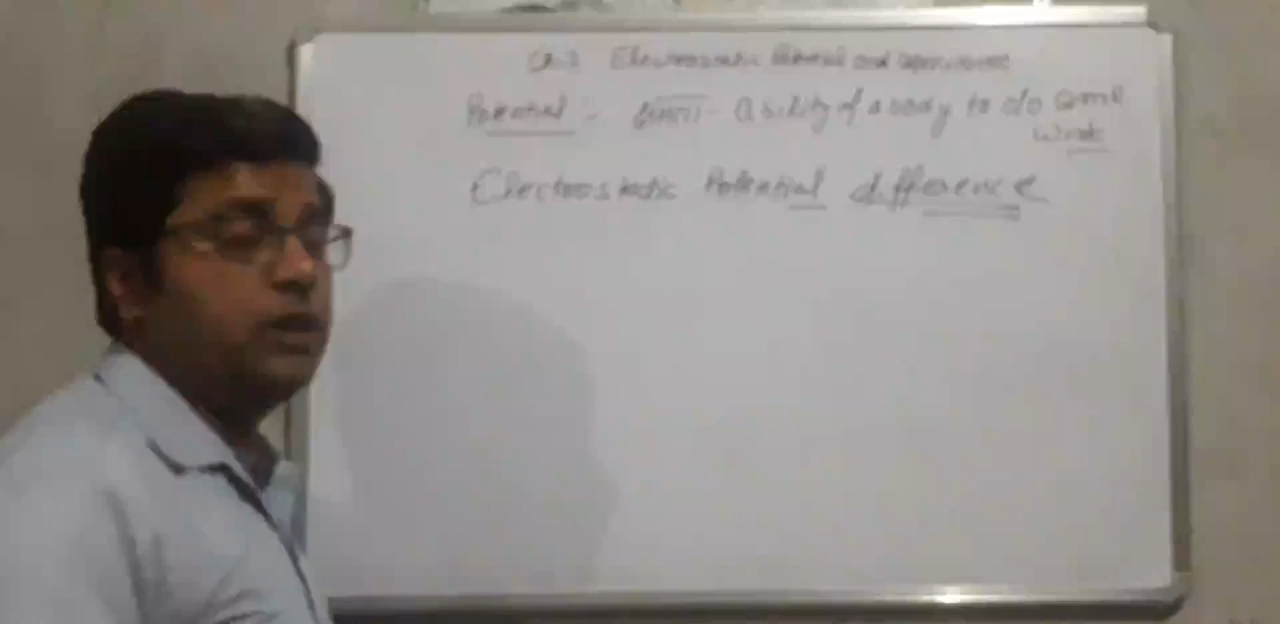 Ch-2 Electrostatic Potential and capacitance
Potential :- क्षमता - ability of a body to do some
work
Electrostatic Potential difference